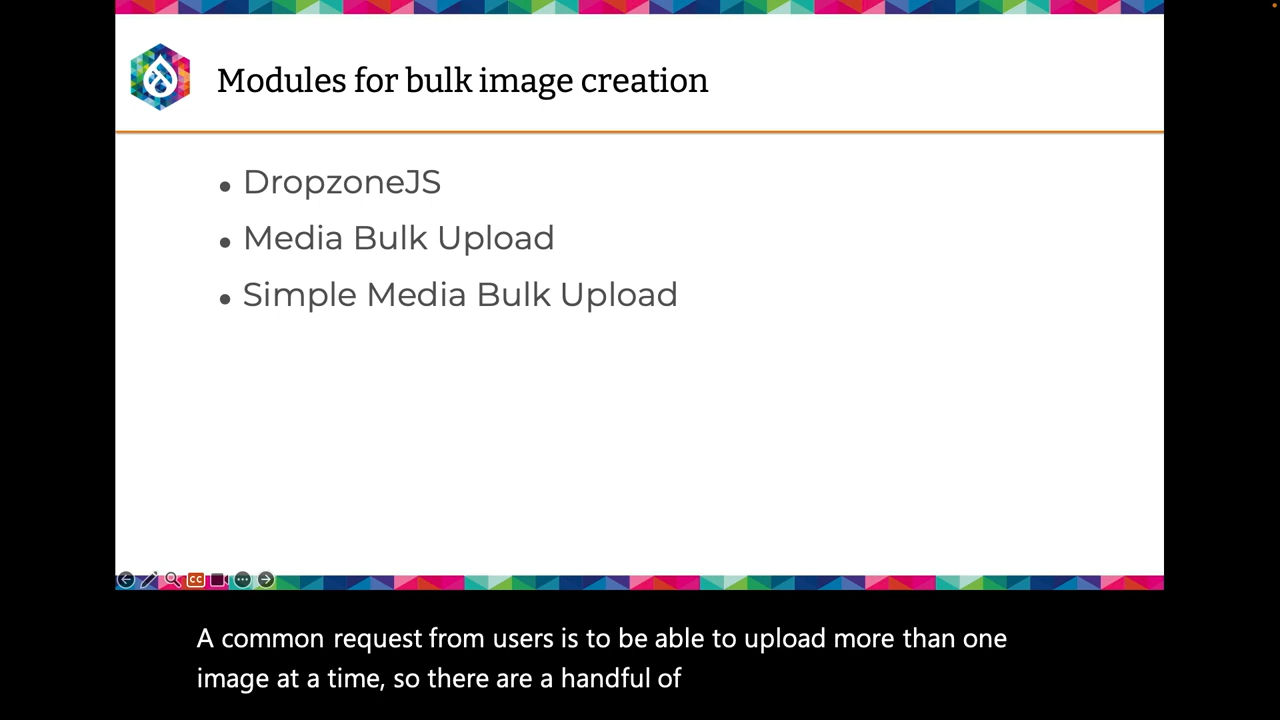 Modules for bulk image creation
• DropzoneJS
• Media Bulk Upload
• Simple Media Bulk Upload
CC
A common request from users is to be able to upload more than one
image at a time, so there are a handful of